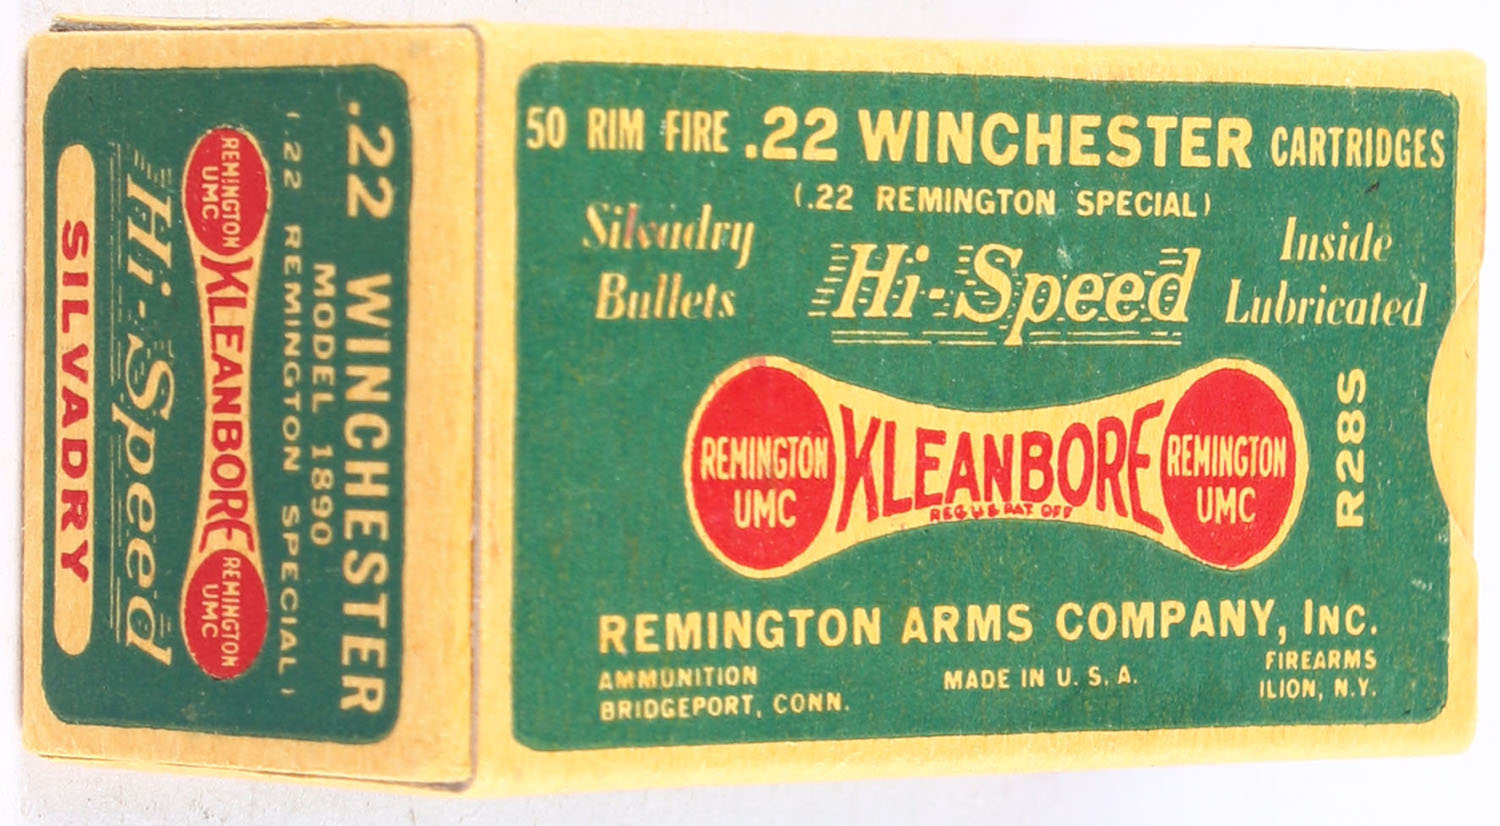 .22 WINCHESTER
MODEL 1890
(.22 REMINGTON SPECIAL)
REMINGTON
UMC
KLEANBORE
REMINGTON
UMC
Hi-Speed
SILVADRY
50 RIM FIRE .22 WINCHESTER CARTRIDGES
(.22 REMINGTON SPECIAL)
Silvadry
Bullets
Hi-Speed
Inside
Lubricated
REMINGTON
UMC
KLEANBORE
REG U S PAT OFF
REMINGTON
UMC
R28S
REMINGTON ARMS COMPANY, INC.
AMMUNITION
BRIDGEPORT, CONN.
MADE IN U. S. A.
FIREARMS
ILION, N.Y.